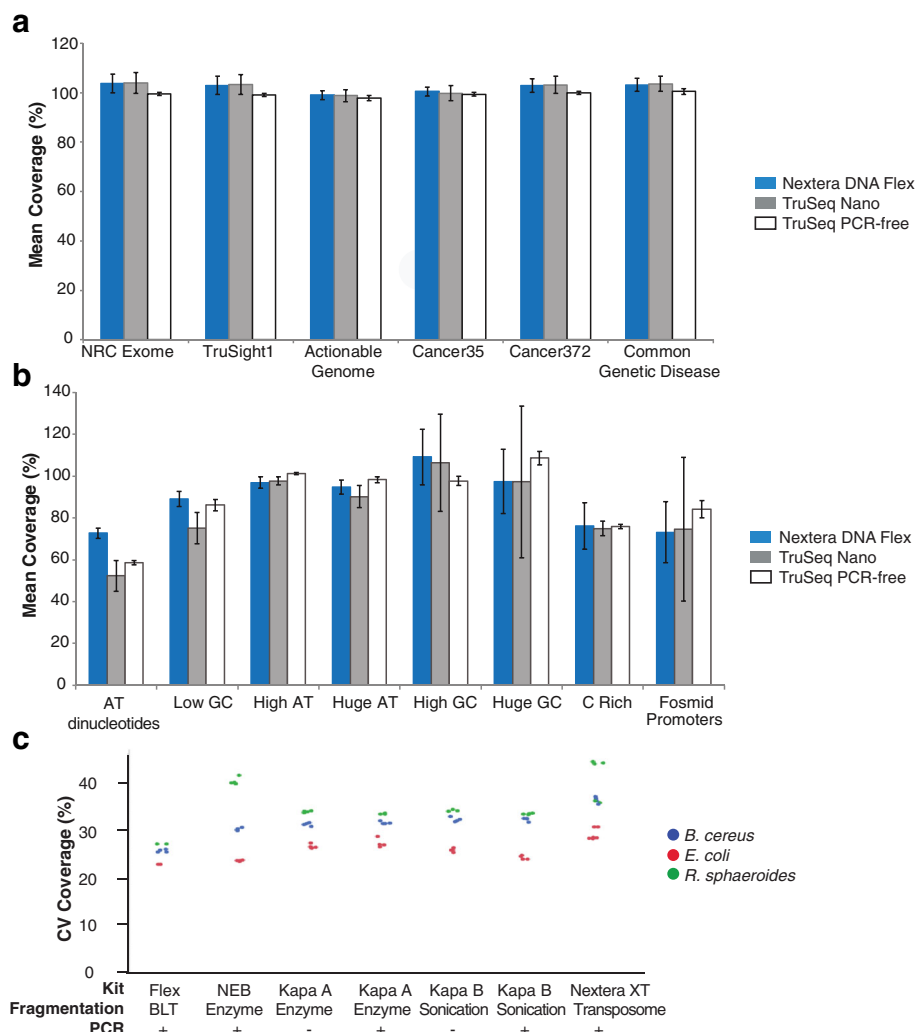 a
120
100
80
60
40
20
0
Mean Coverage (%)
NRC Exome TruSight1 Actionable Genome Cancer35 Cancer372 Common Genetic Disease
Nextera DNA Flex
TruSeq Nano
TruSeq PCR-free
b
140
120
100
80
60
40
20
0
Mean Coverage (%)
AT dinucleotides Low GC High AT Huge AT High GC Huge GC C Rich Fosmid Promoters
Nextera DNA Flex
TruSeq Nano
TruSeq PCR-free
c
40
30
20
10
0
CV Coverage (%)
B. cereus
E. coli
R. sphaeroides
Kit Flex NEB Kapa A Kapa A Kapa B Kapa B Nextera XT
Fragmentation BLT Enzyme Enzyme Enzyme Sonication Sonication Transposome
PCR + + - + - + +